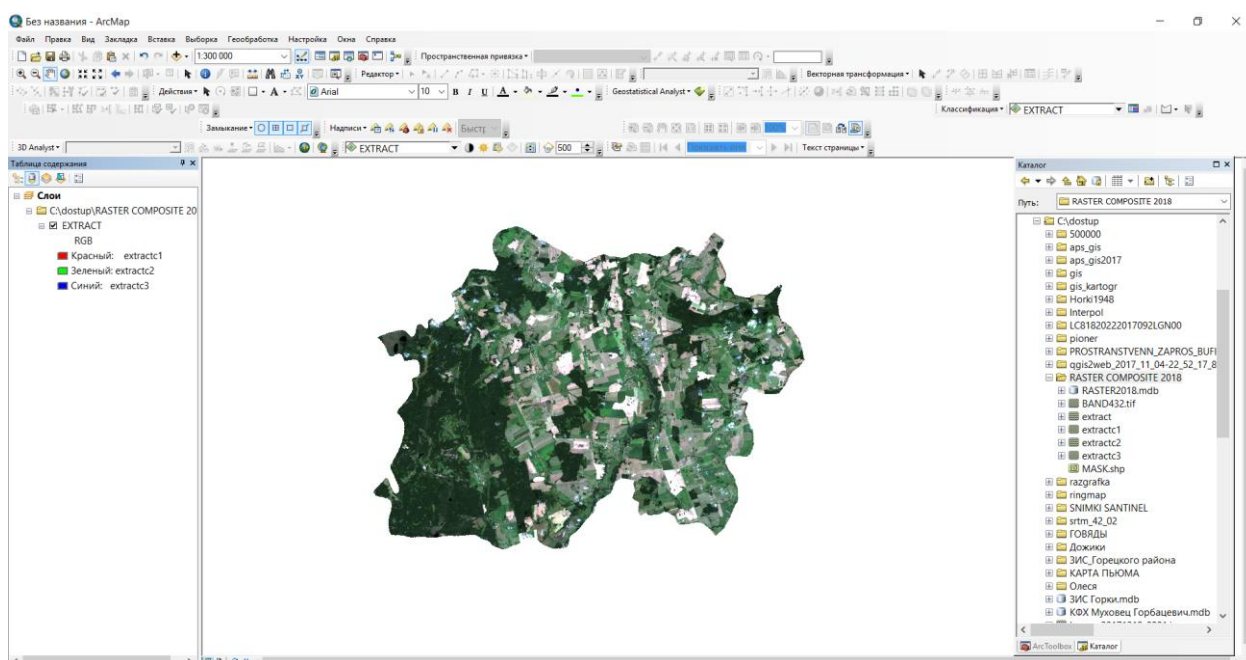 Без названия - ArcMap
Файл Правка Вид Закладка Вставка Выборка Геообработка Настройка Окна Справка
1:300 000 Пространственная привязка
Редактор Векторная трансформация
Действия Arial 10 B I U A Geostatistical Analyst
Классификация EXTRACT
Замыкание Надписи Быстр 100%
3D Analyst EXTRACT 500 Текст страницы
Таблица содержания
Слои
C:\dostup\RASTER COMPOSITE 20
EXTRACT
RGB
Красный: extractc1
Зеленый: extractc2
Синий: extractc3
Каталог
Путь: RASTER COMPOSITE 2018
C:\dostup
500000
aps_gis
aps_gis2017
gis
gis_kartogr
Horki1948
Interpol
LC81820222017092LGN00
pioner
PROSTRANSTVENN_ZAPROS_BUFI
qgis2web_2017_11_04-22_52_17_8
RASTER COMPOSITE 2018
RASTER2018.mdb
BAND432.tif
extract
extractc1
extractc2
extractc3
MASK.shp
razgrafka
ringmap
SNIMKI SANTINEL
srtm_42_02
ГОВЯДЫ
Дожики
ЗИС_Горецкого района
КАРТА ПЬЮМА
Олеся
ЗИС Горки.mdb
КФХ Муховец Горбацевич.mdb
ArcToolbox Каталог